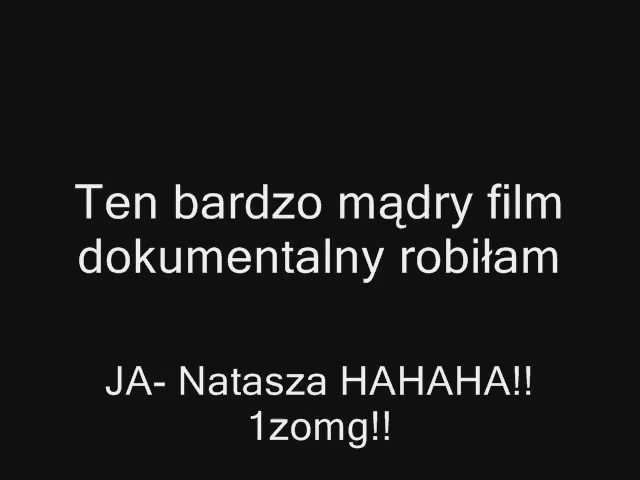 Ten bardzo mądry film
dokumentalny robiłam
JA- Natasza HAHAHA!!
1zomg!!